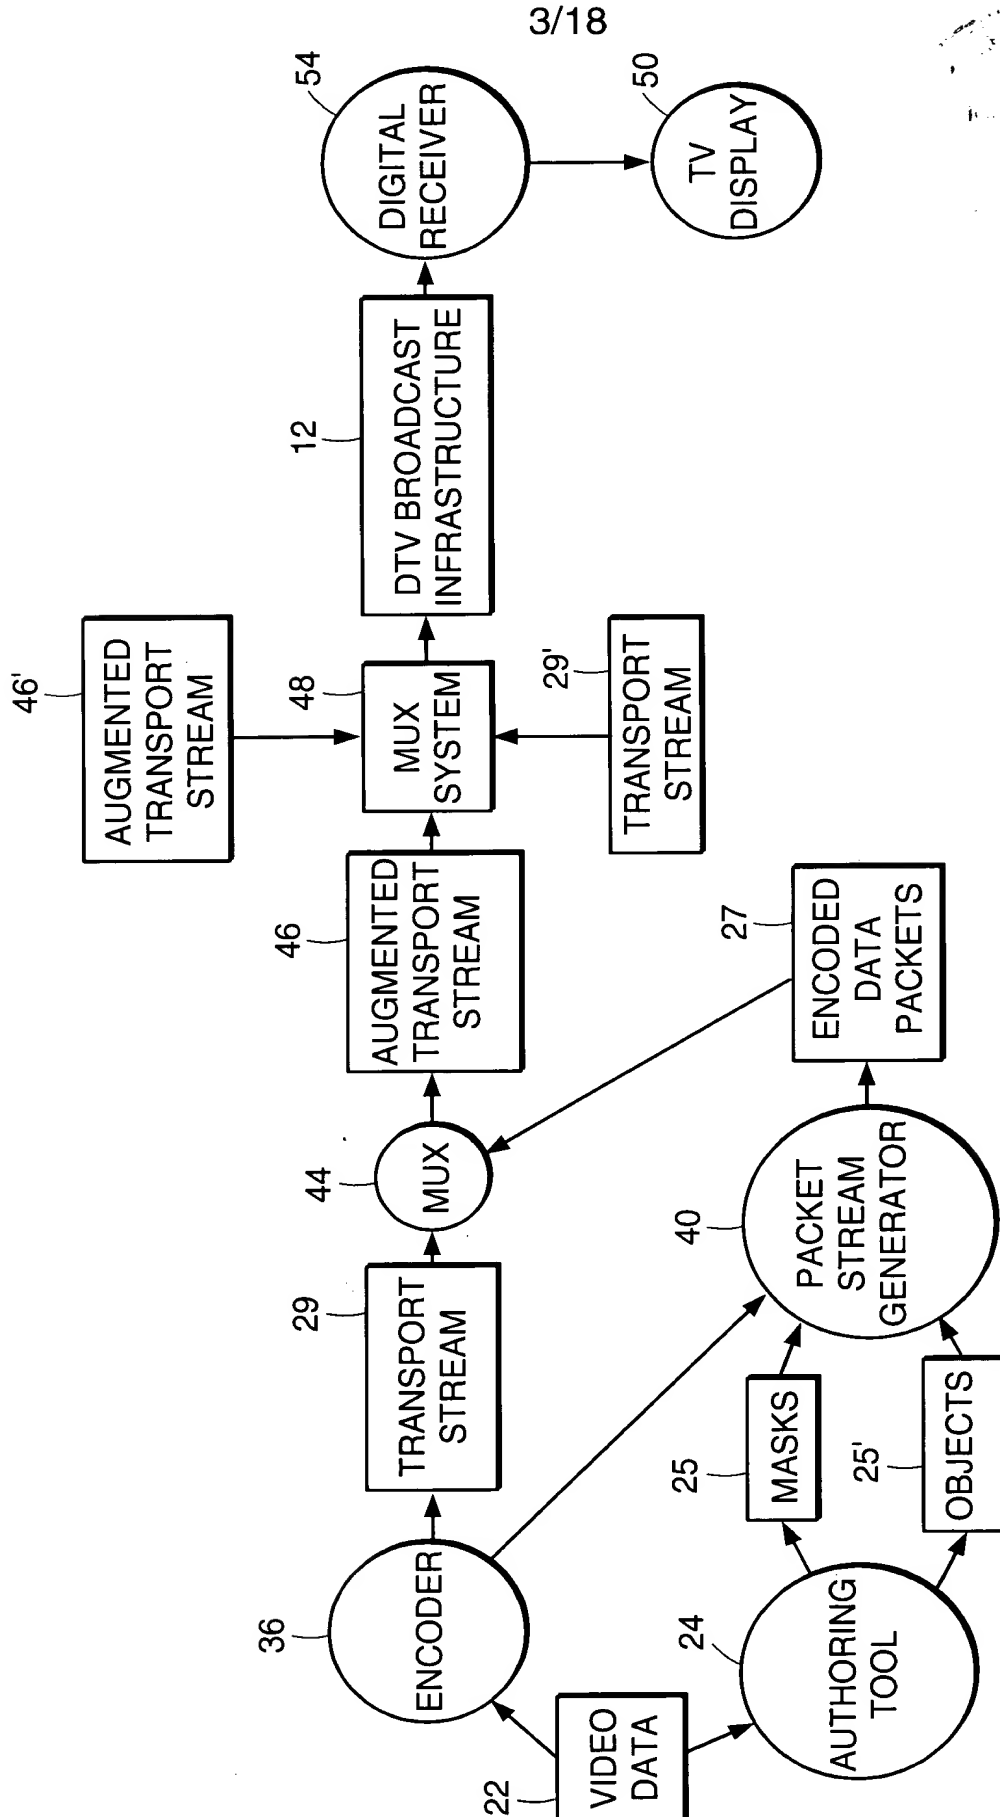 3/18
22
VIDEO
DATA
36
ENCODER
24
AUTHORING
TOOL
29
TRANSPORT
STREAM
25
MASKS
25'
OBJECTS
44
MUX
40
PACKET
STREAM
GENERATOR
46
AUGMENTED
TRANSPORT
STREAM
27
ENCODED
DATA
PACKETS
46'
AUGMENTED
TRANSPORT
STREAM
48
MUX
SYSTEM
29'
TRANSPORT
STREAM
12
DTV BROADCAST
INFRASTRUCTURE
54
DIGITAL
RECEIVER
50
TV
DISPLAY